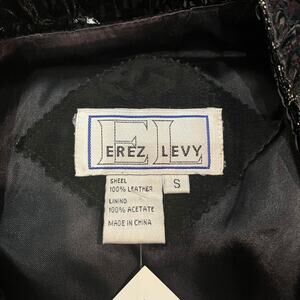 EL
EREZ LEVY
SHELL
100% LEATHER
S
LINING
100% ACETATE
MADE IN CHINA